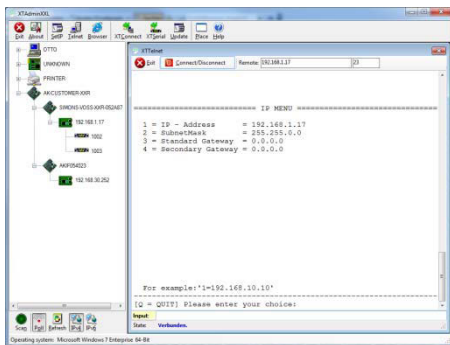 XTAdminXXL
Exit About SetIP Telnet Browser XTConnect XTSerial Update Place Help
OTTO
UNKNOWN
PRINTER
AK-CUSTOMER-XXR
SIMONS-VOSS-XXR-052A87
192.168.1.17
1002
1003
AKIF054523
192.168.30.252
Scan Poll Refresh IPv4 IPv6
Operating system: Microsoft Windows 7 Enterprise 64-Bit
XTTelnet
Exit Connect/Disconnect Remote: 192.168.1.17 23
==================== IP MENU ====================
1 = IP - Address = 192.168.1.17
2 = SubnetMask = 255.255.0.0
3 = Standard Gateway = 0.0.0.0
4 = Secondary Gateway = 0.0.0.0
For example:'1=192.168.10.10'
[Q = QUIT] Please enter your choice:
Input:
State: Verbunden.